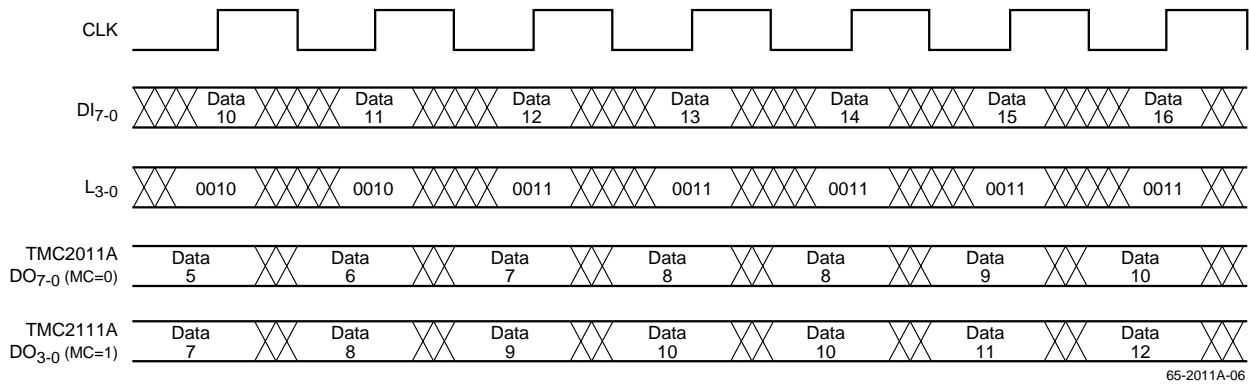 CLK
DI7-0
Data Data Data Data Data Data Data
10 11 12 13 14 15 16
L3-0
0010 0010 0011 0011 0011 0011 0011
TMC2011A
DO7-0 (MC=0)
Data Data Data Data Data Data Data
5 6 7 8 8 9 10
TMC2111A
DO3-0 (MC=1)
Data Data Data Data Data Data Data
7 8 9 10 10 11 12
65-2011A-06